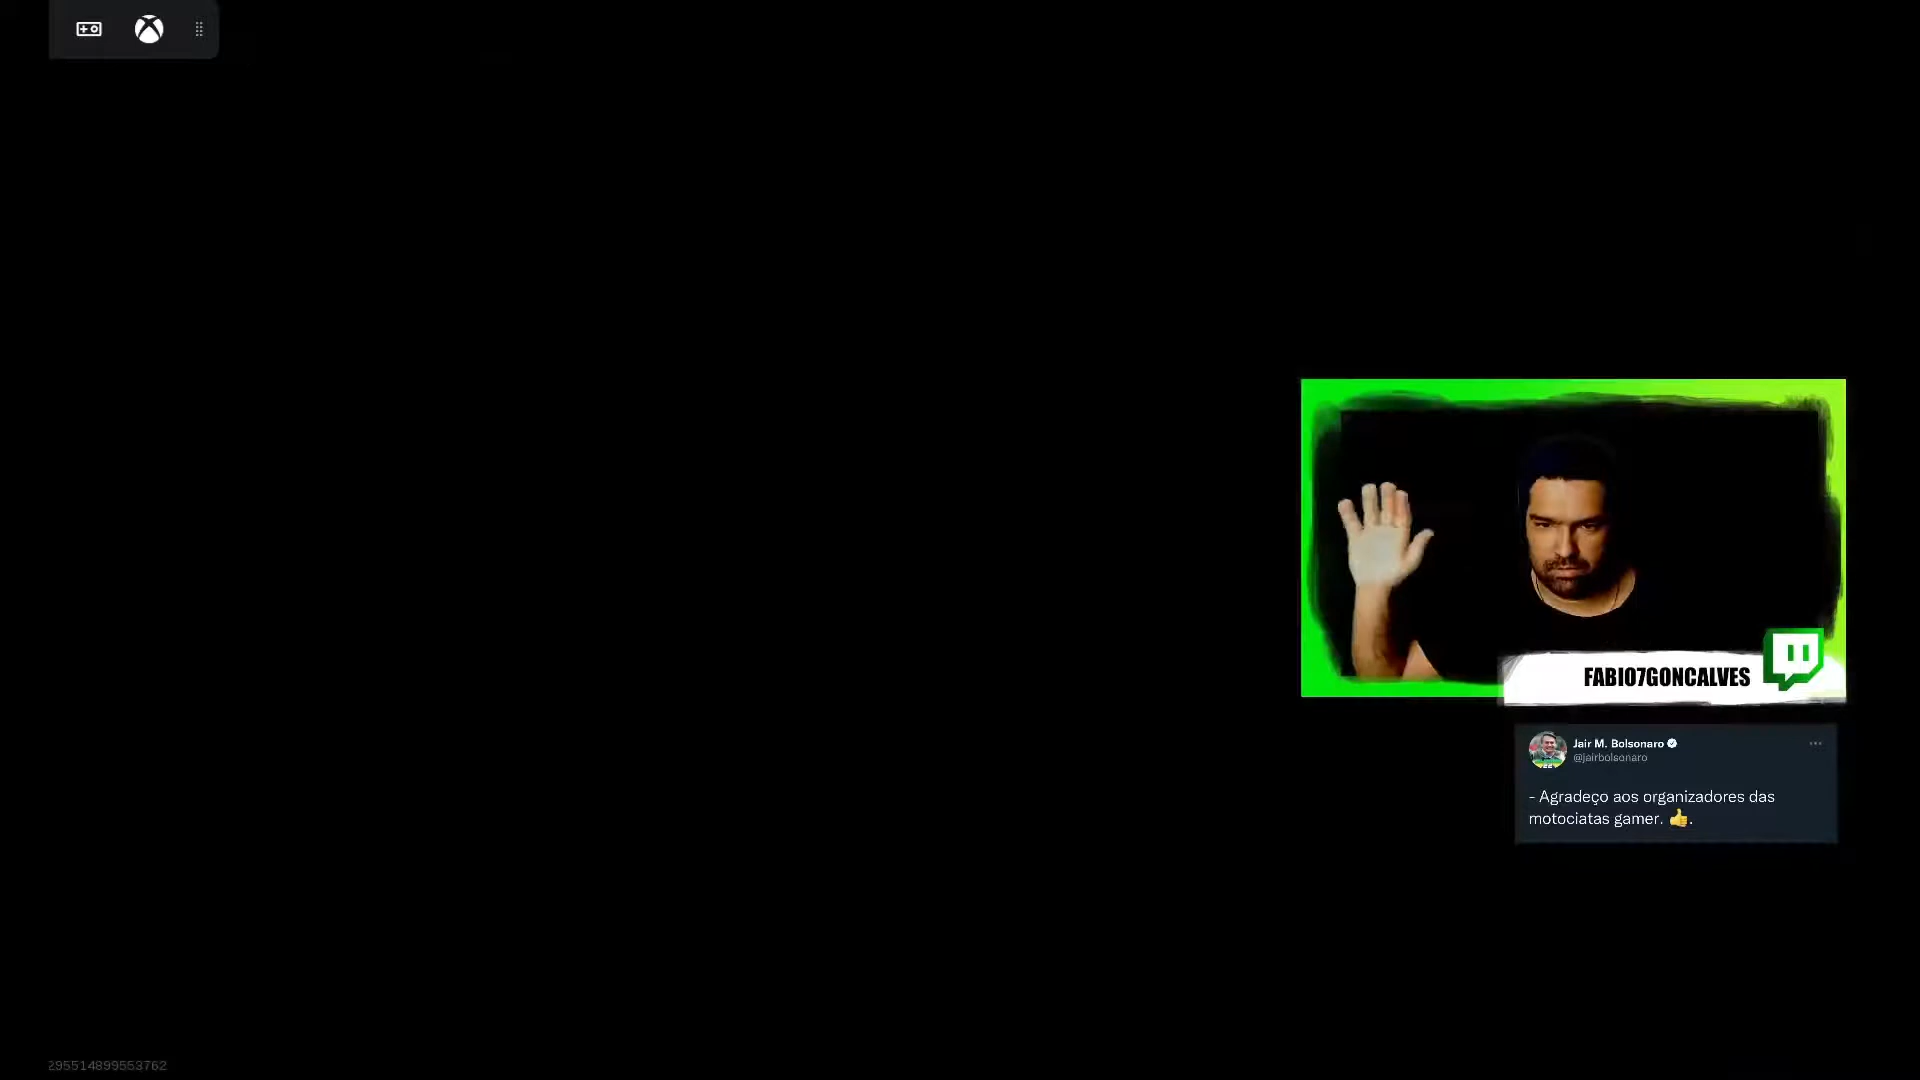 FABIO7GONCALVES
Jair M. Bolsonaro
@jairbolsonaro
- Agradeço aos organizadores das
motociatas gamer. 👍.
295514899553762